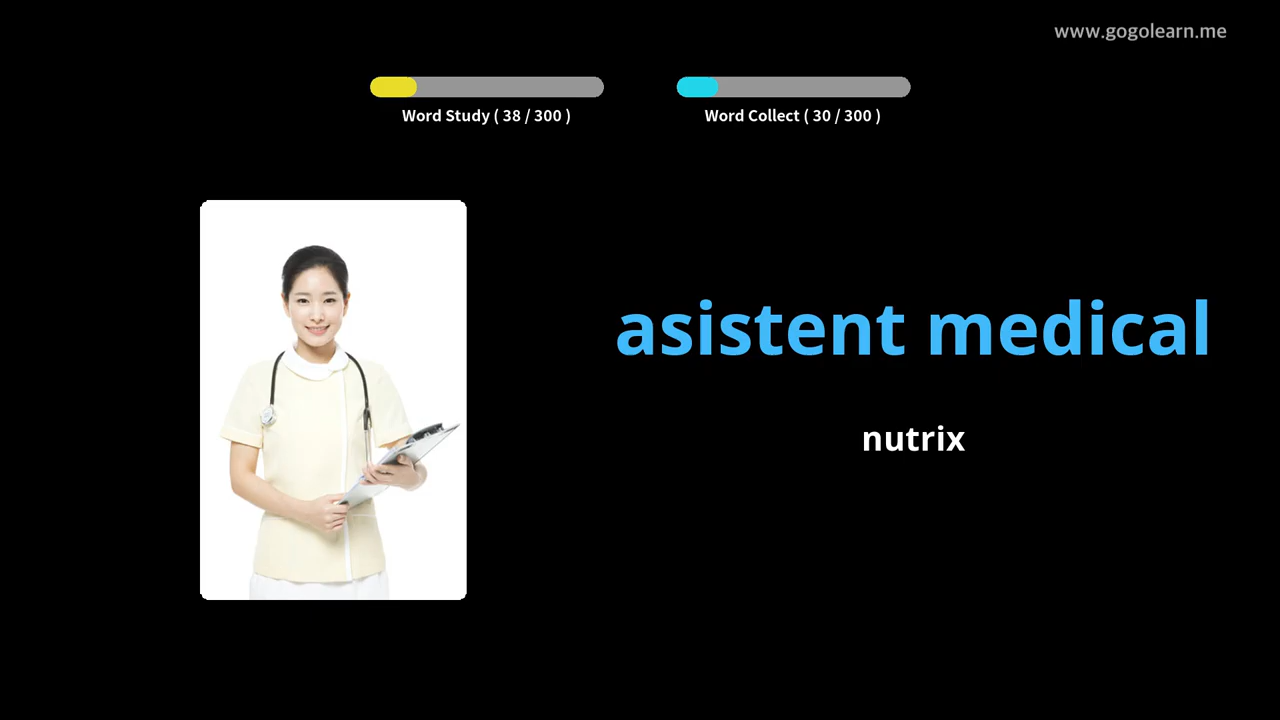 www.gogolearn.me
Word Study ( 38 / 300 )
Word Collect ( 30 / 300 )
asistent medical
nutrix